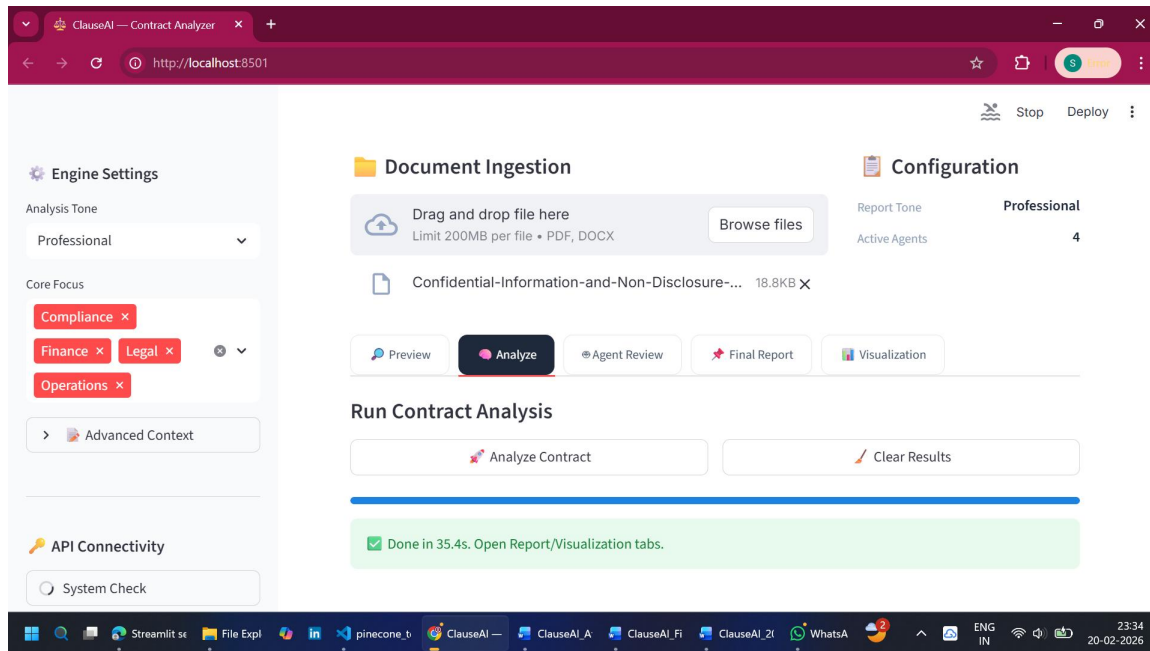 ClauseAI — Contract Analyzer
http://localhost:8501
S
Stop Deploy
Engine Settings
Analysis Tone
Professional
Core Focus
Compliance ×
Finance × Legal ×
Operations ×
Advanced Context
API Connectivity
System Check
Document Ingestion
Drag and drop file here
Limit 200MB per file • PDF, DOCX
Browse files
Confidential-Information-and-Non-Disclosure-... 18.8KB
Configuration
Report Tone Professional
Active Agents 4
Preview Analyze Agent Review Final Report Visualization
Run Contract Analysis
Analyze Contract Clear Results
Done in 35.4s. Open Report/Visualization tabs.
Streamlit se File Expl pinecone_t ClauseAI — ClauseAI_A ClauseAI_Fi ClauseAI_2 WhatsA 2 ENG 23:34
IN 20-02-2026